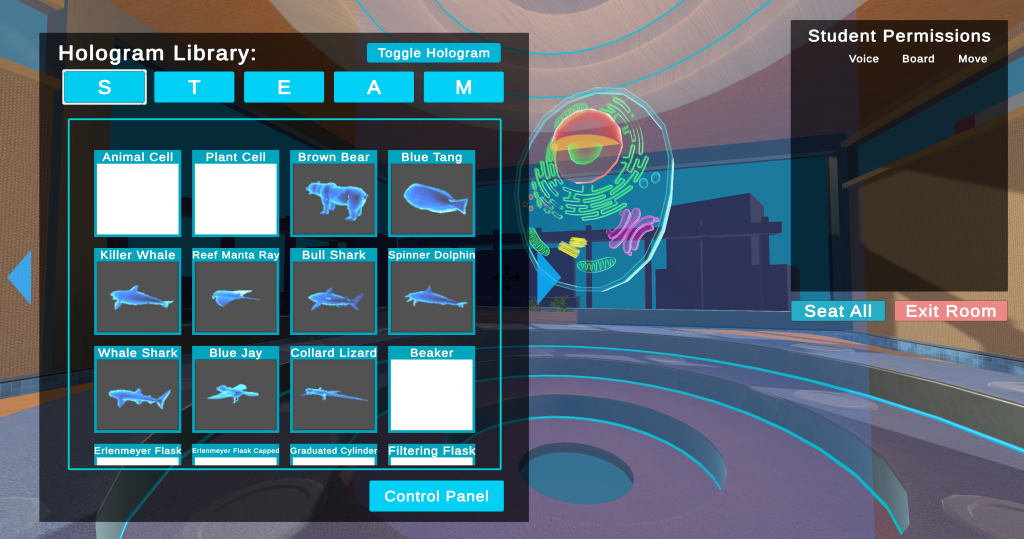 Hologram Library:
Toggle Hologram
S T E A M
Animal Cell Plant Cell Brown Bear Blue Tang
Killer Whale Reef Manta Ray Bull Shark Spinner Dolphin
Whale Shark Blue Jay Collard Lizard Beaker
Erlenmeyer Flask Erlenmeyer Flask Capped Graduated Cylinder Filtering Flask
Control Panel
Student Permissions
Voice Board Move
Seat All Exit Room